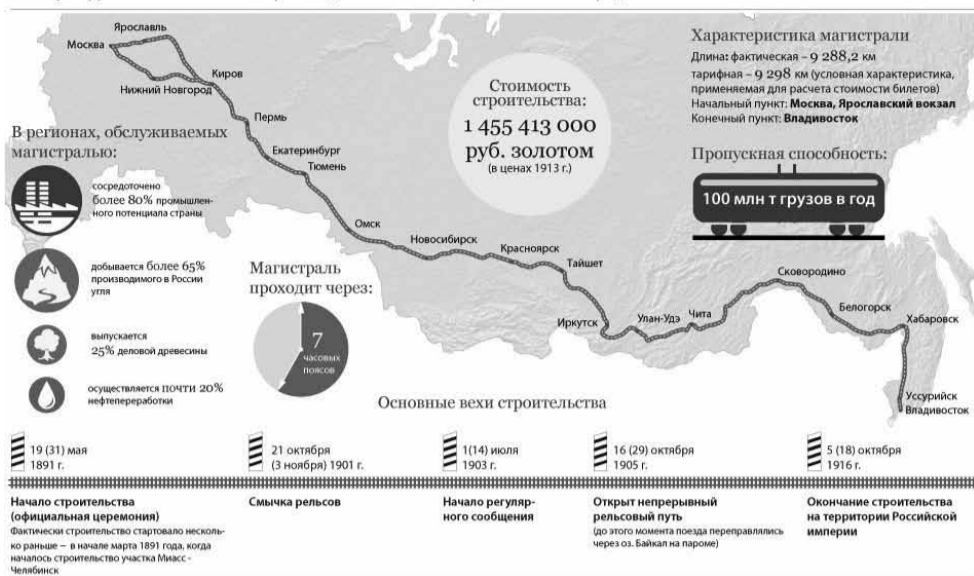 Ярославль
Москва
Нижний Новгород
Киров
Пермь
Екатеринбург
Тюмень
Омск
Новосибирск
Красноярск
Тайшет
Иркутск
Улан-Удэ
Чита
Сковородино
Белогорск
Хабаровск
Уссурийск
Владивосток
Стоимость
строительства:
1 455 413 000
руб. золотом
(в ценах 1913 г.)
Характеристика магистрали
Длина: фактическая – 9 288,2 км
тарифная – 9 298 км (условная характеристика,
применяемая для расчета стоимости билетов)
Начальный пункт: Москва, Ярославский вокзал
Конечный пункт: Владивосток
Пропускная способность:
100 млн т грузов в год
В регионах, обслуживаемых
магистралью:
сосредоточено
более 80% промышлен-
ного потенциала страны
добывается более 65%
производимого в России
угля
выпускается
25% деловой древесины
осуществляется почти 20%
нефтепереработки
Магистраль
проходит через:
7
часовых
поясов
Основные вехи строительства
19 (31) мая
1891 г.
Начало строительства
(официальная церемония)
Фактически строительство стартовало несколь-
ко раньше – в начале марта 1891 года, когда
началось строительство участка Миасс -
Челябинск
21 октября
(3 ноября) 1901 г.
Смычка рельсов
1(14) июля
1903 г.
Начало регуляр-
ного сообщения
16 (29) октября
1905 г.
Открыт непрерывный
рельсовый путь
(до этого момента поезда переправлялись
через оз. Байкал на пароме)
5 (18) октября
1916 г.
Окончание строительства
на территории Российской
империи